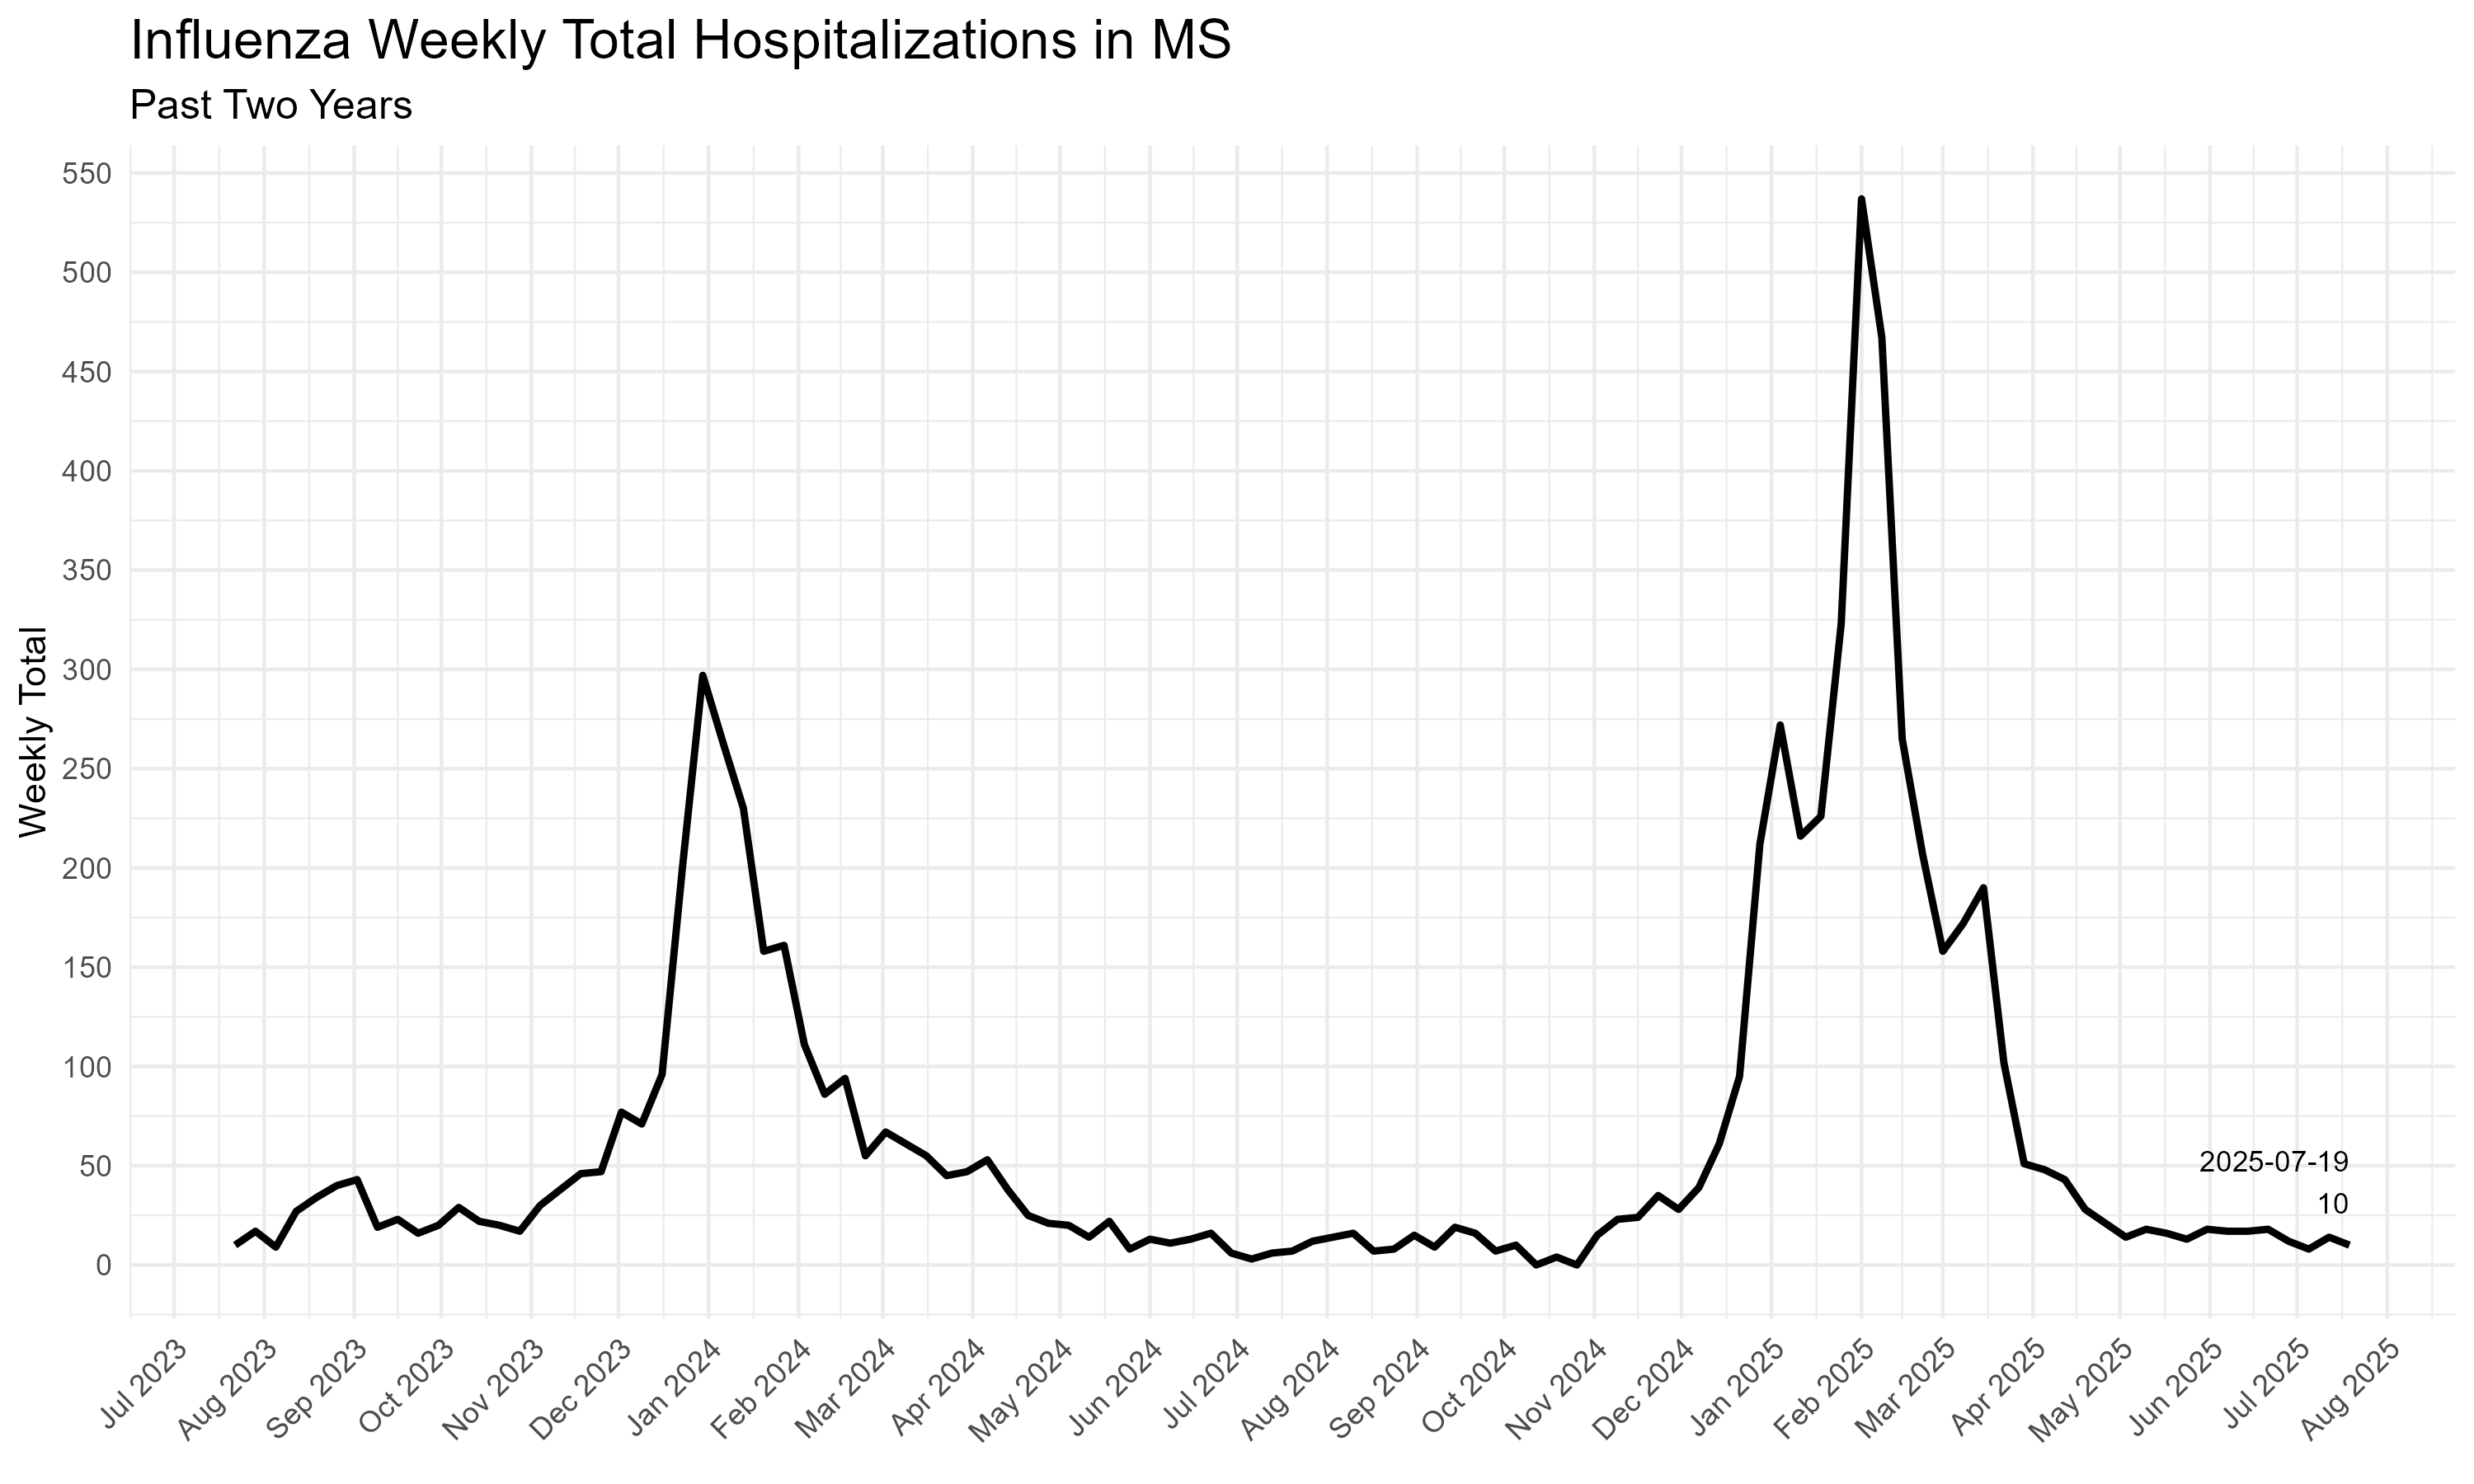 Influenza Weekly Total Hospitalizations in MS
Past Two Years
Weekly Total
550
500
450
400
350
300
250
200
150
100
50
0
2025-07-19
10
Jul 2023
Aug 2023
Sep 2023
Oct 2023
Nov 2023
Dec 2023
Jan 2024
Feb 2024
Mar 2024
Apr 2024
May 2024
Jun 2024
Jul 2024
Aug 2024
Sep 2024
Oct 2024
Nov 2024
Dec 2024
Jan 2025
Feb 2025
Mar 2025
Apr 2025
May 2025
Jun 2025
Jul 2025
Aug 2025